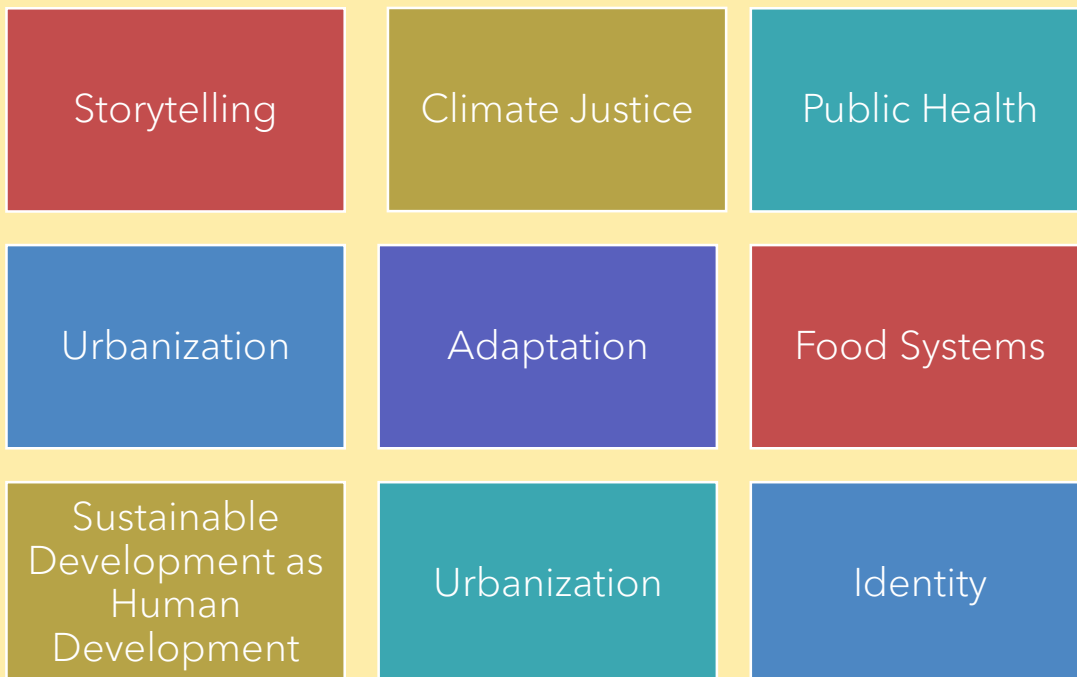 Storytelling
Climate Justice
Public Health
Urbanization
Adaptation
Food Systems
Sustainable
Development as
Human
Development
Urbanization
Identity